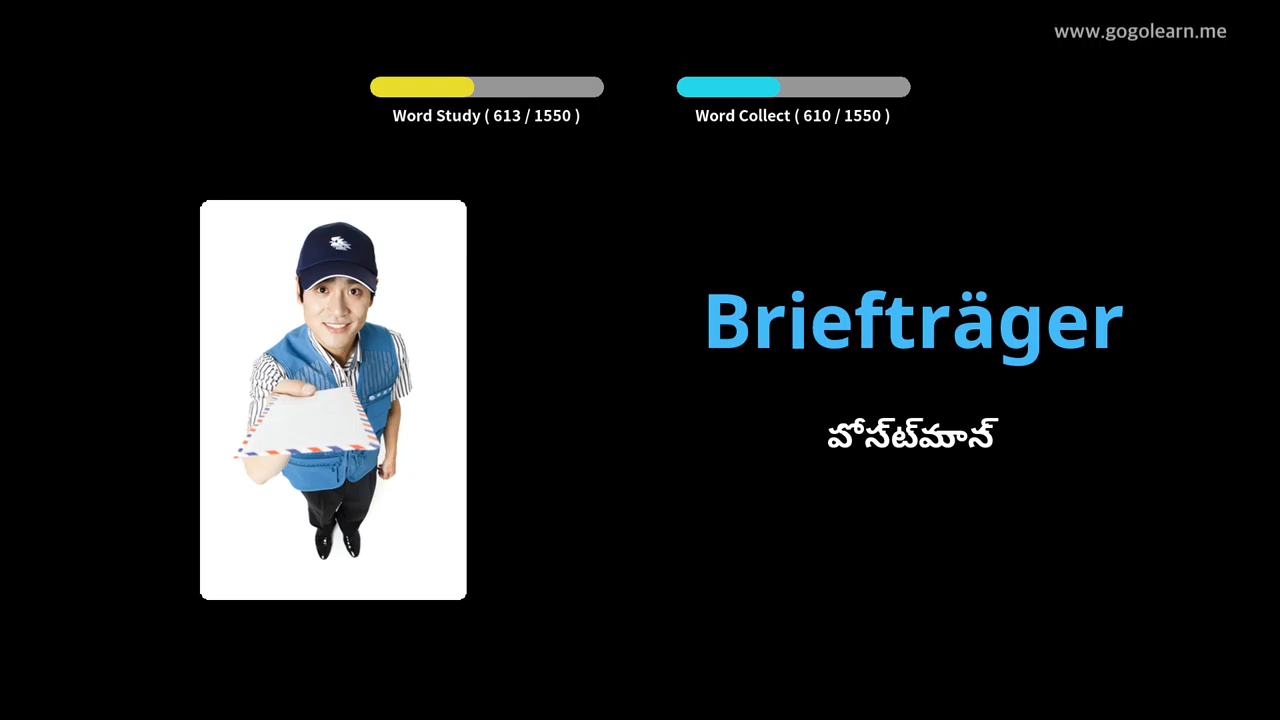 www.gogolearn.me
Word Study ( 613 / 1550 )
Word Collect ( 610 / 1550 )
Briefträger
పోస్ట్‌మాన్